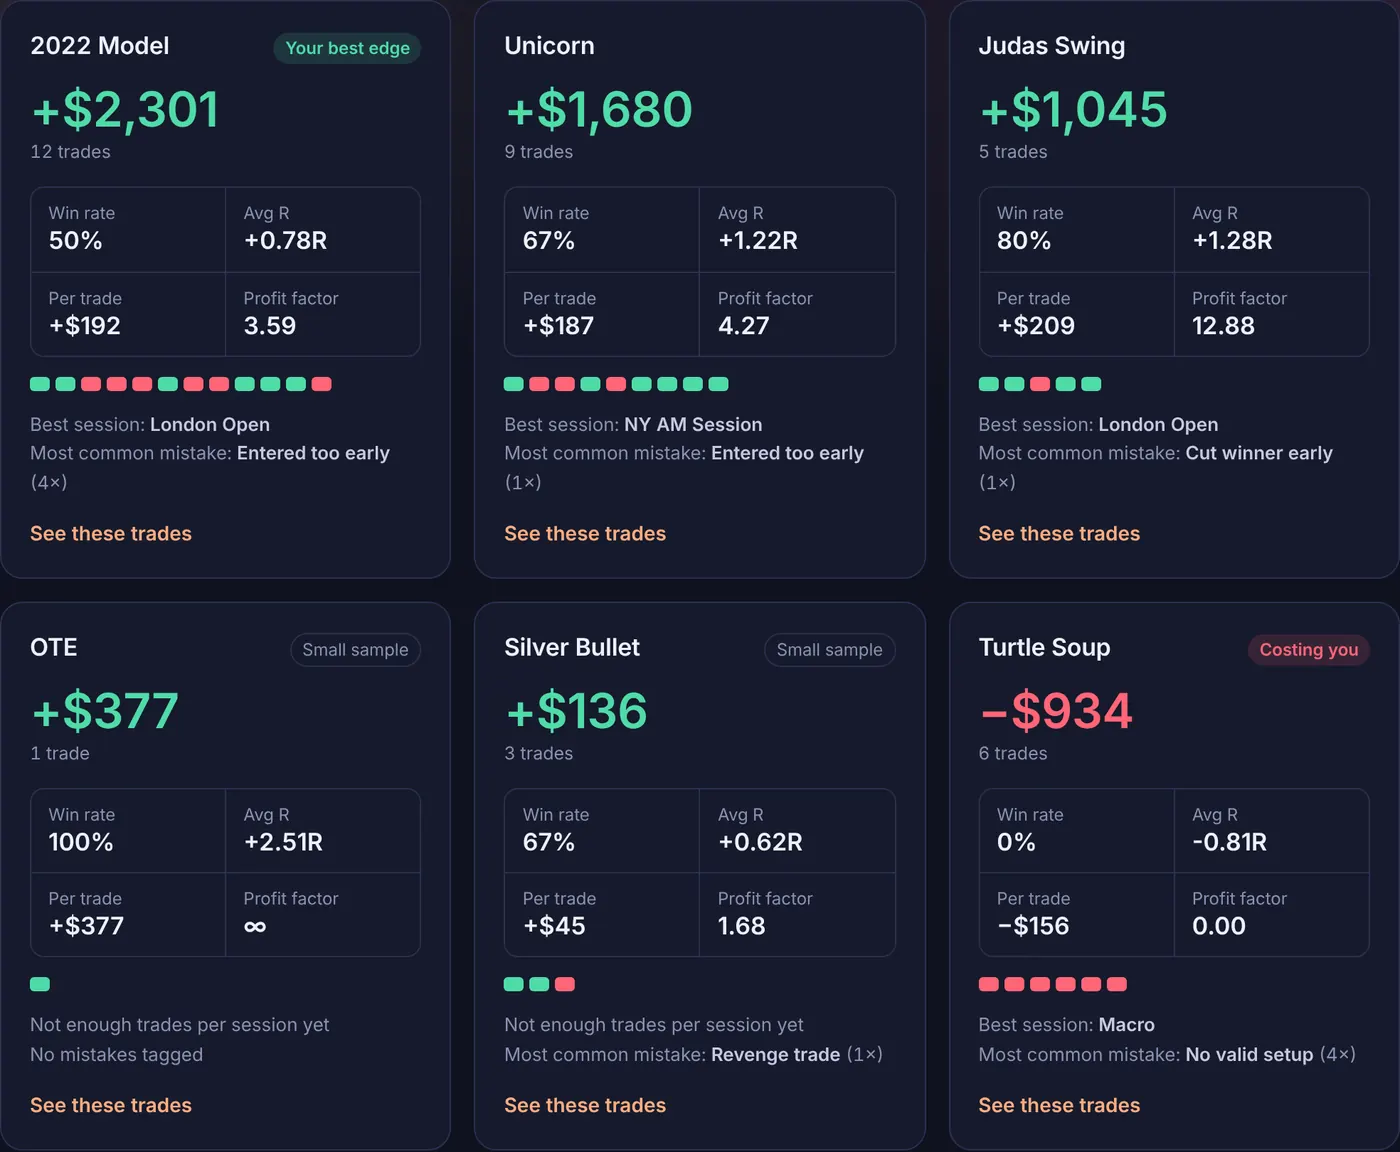 2022 Model
Your best edge
+$2,301
12 trades
Win rate
50%
Avg R
+0.78R
Per trade
+$192
Profit factor
3.59
Best session: London Open
Most common mistake: Entered too early
(4×)
See these trades
Unicorn
+$1,680
9 trades
Win rate
67%
Avg R
+1.22R
Per trade
+$187
Profit factor
4.27
Best session: NY AM Session
Most common mistake: Entered too early
(1×)
See these trades
Judas Swing
+$1,045
5 trades
Win rate
80%
Avg R
+1.28R
Per trade
+$209
Profit factor
12.88
Best session: London Open
Most common mistake: Cut winner early
(1×)
See these trades
OTE
Small sample
+$377
1 trade
Win rate
100%
Avg R
+2.51R
Per trade
+$377
Profit factor
∞
Not enough trades per session yet
No mistakes tagged
See these trades
Silver Bullet
Small sample
+$136
3 trades
Win rate
67%
Avg R
+0.62R
Per trade
+$45
Profit factor
1.68
Not enough trades per session yet
Most common mistake: Revenge trade (1×)
See these trades
Turtle Soup
Costing you
−$934
6 trades
Win rate
0%
Avg R
-0.81R
Per trade
−$156
Profit factor
0.00
Best session: Macro
Most common mistake: No valid setup (4×)
See these trades